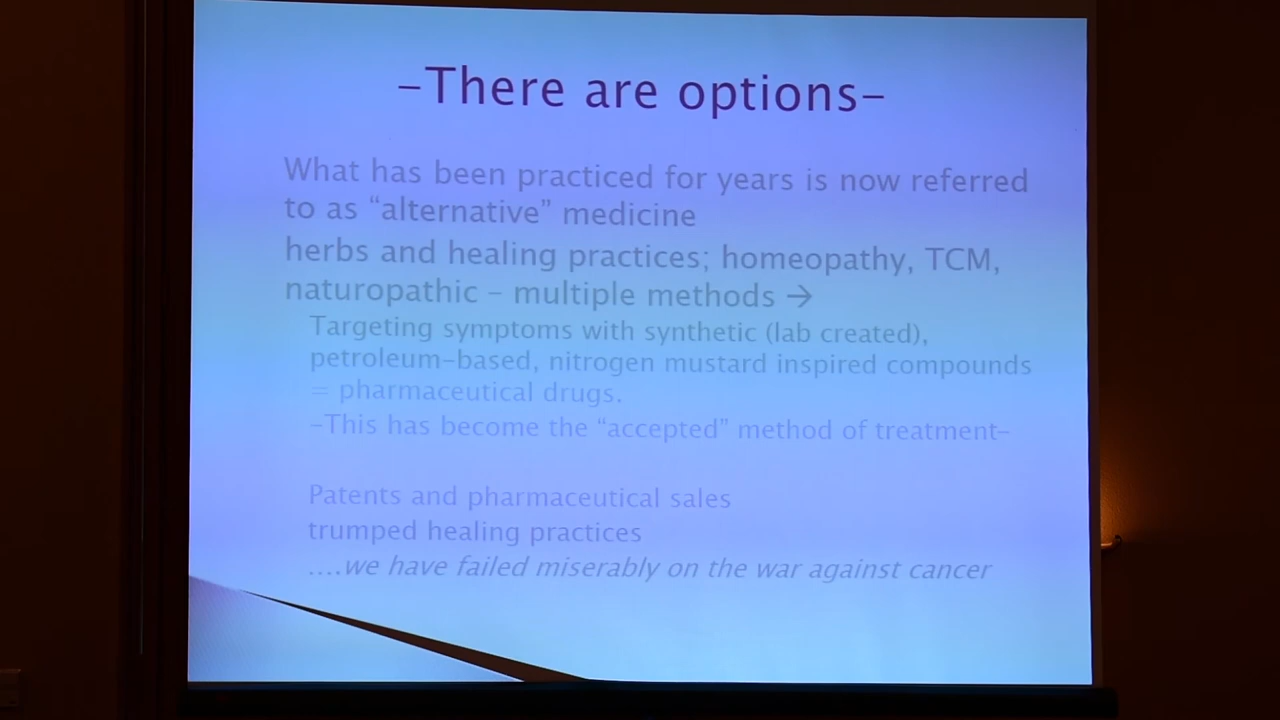 -There are options-
What has been practiced for years is now referred
to as “alternative” medicine
herbs and healing practices; homeopathy, TCM,
naturopathic – multiple methods →
Targeting symptoms with synthetic (lab created),
petroleum-based, nitrogen mustard inspired compounds
= pharmaceutical drugs.
-This has become the “accepted” method of treatment-
Patents and pharmaceutical sales
trumped healing practices
....we have failed miserably on the war against cancer